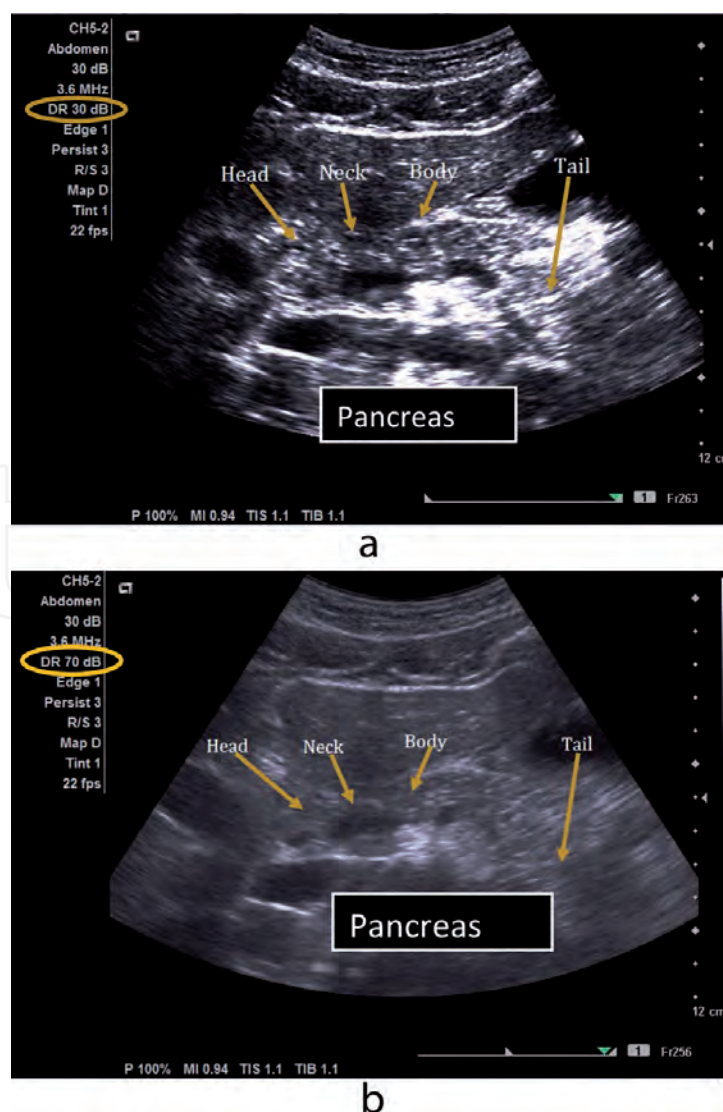 CH5-2
Abdomen
30 dB
3.6 MHz
DR 30 dB
Edge 1
Persist 3
R/S 3
Map D
Tint 1
22 fps
Head
Neck
Body
Tail
Pancreas
12 cm
1 Fr263
P 100% MI 0.94 TIS 1.1 TIB 1.1
a
CH5-2
Abdomen
30 dB
3.6 MHz
DR 70 dB
Edge 1
Persist 3
R/S 3
Map D
Tint 1
22 fps
Head
Neck
Body
Tail
Pancreas
12 cm
1 Fr256
P 100% MI 0.94 TIS 1.1 TIB 1.1
b